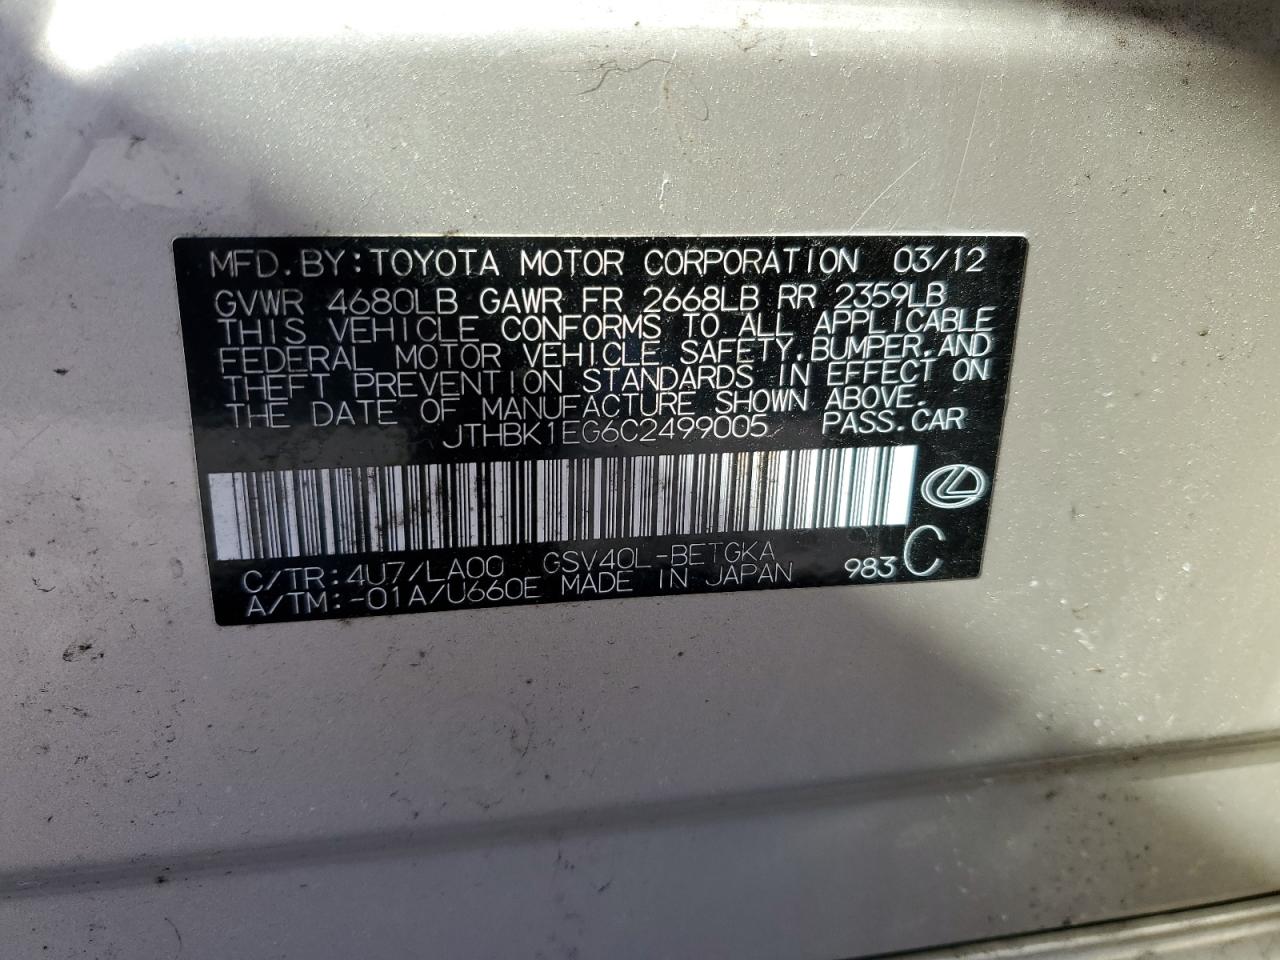 MFD. BY: TOYOTA MOTOR CORPORATION 03/12
GVWR 4680LB GAWR FR 2668LB RR 2359LB
THIS VEHICLE CONFORMS TO ALL APPLICABLE
FEDERAL MOTOR VEHICLE SAFETY, BUMPER, AND
THEFT PREVENTION STANDARDS IN EFFECT ON
THE DATE OF MANUFACTURE SHOWN ABOVE.
JTHBK1EG6C2499005 PASS. CAR
C/TR: 4U7/LA00 GSV40L-BETGKA
A/TM: -01A/U660E MADE IN JAPAN 983 C